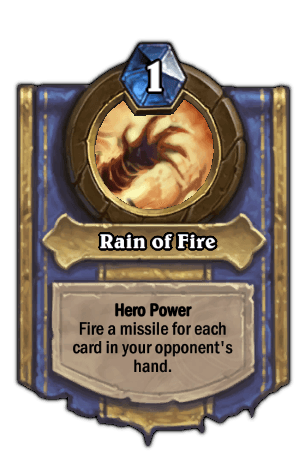 1
Rain of Fire
Hero Power
Fire a missile for each
card in your opponent's
hand.